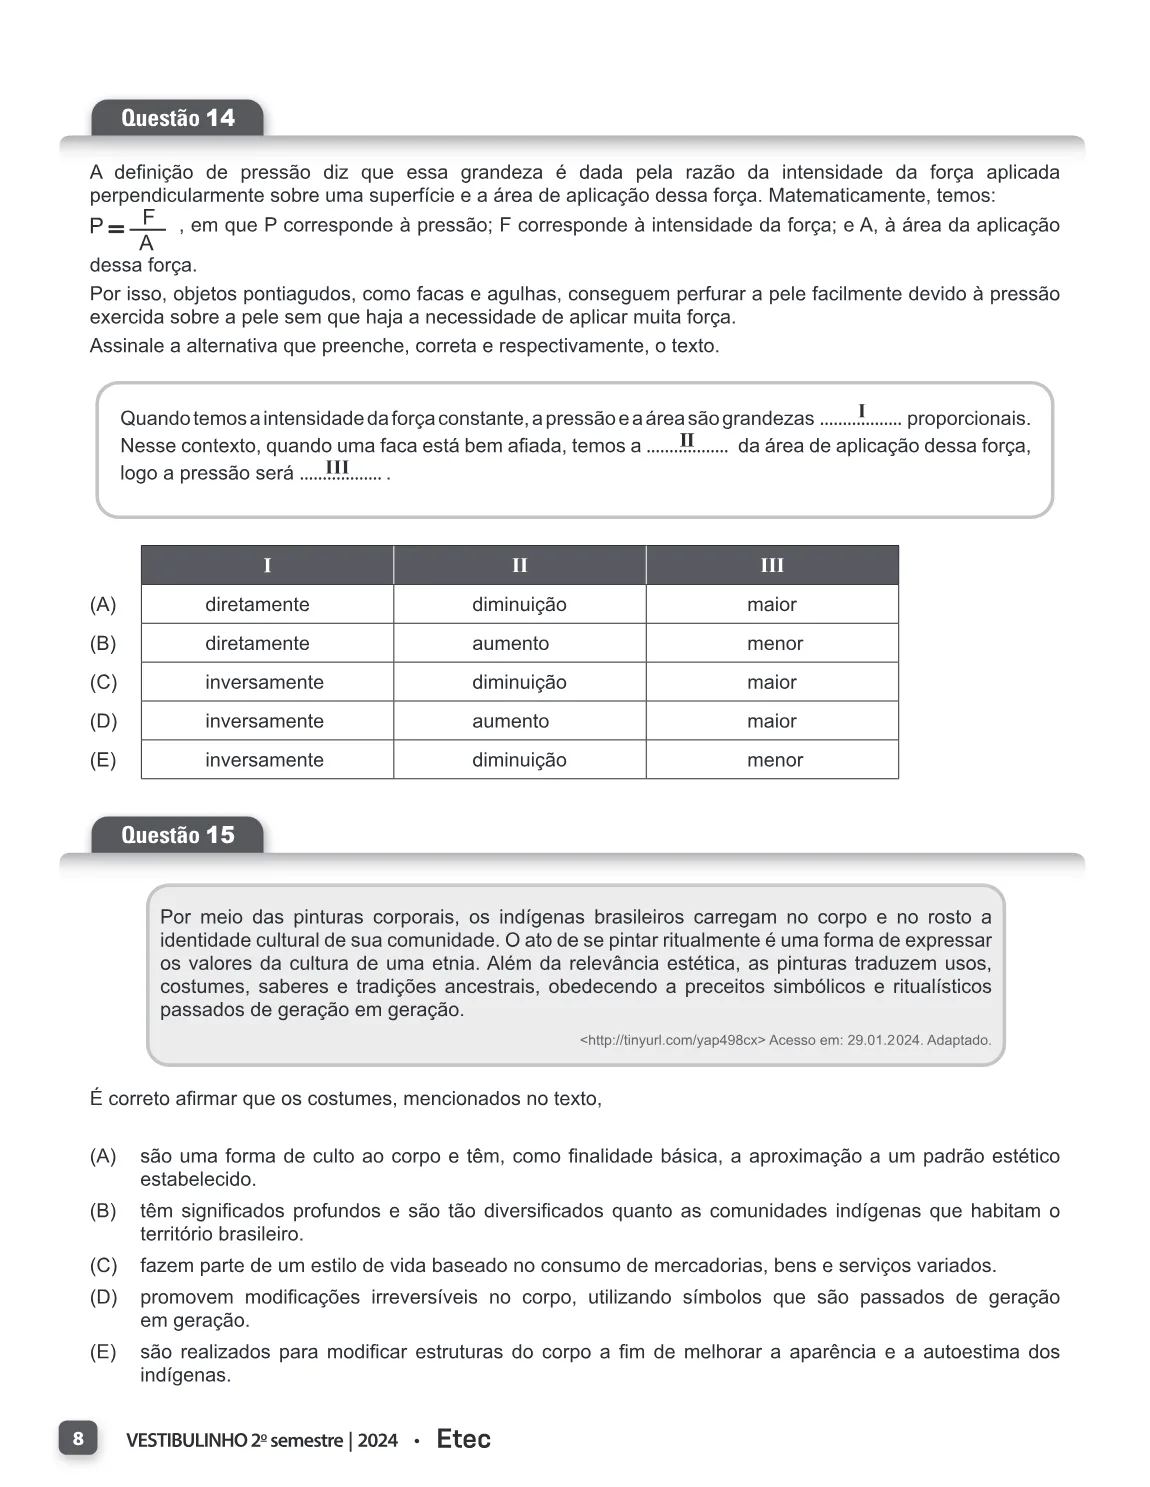 Questão 14
A definição de pressão diz que essa grandeza é dada pela razão da intensidade da força aplicada
perpendicularmente sobre uma superfície e a área de aplicação dessa força. Matematicamente, temos:
P = F/A , em que P corresponde à pressão; F corresponde à intensidade da força; e A, à área da aplicação
dessa força.
Por isso, objetos pontiagudos, como facas e agulhas, conseguem perfurar a pele facilmente devido à pressão
exercida sobre a pele sem que haja a necessidade de aplicar muita força.
Assinale a alternativa que preenche, correta e respectivamente, o texto.
Quando temos a intensidade da força constante, a pressão e a área são grandezas ........I......... proporcionais.
Nesse contexto, quando uma faca está bem afiada, temos a ........II........ da área de aplicação dessa força,
logo a pressão será ........III........ .
I II III
(A) diretamente diminuição maior
(B) diretamente aumento menor
(C) inversamente diminuição maior
(D) inversamente aumento maior
(E) inversamente diminuição menor
Questão 15
Por meio das pinturas corporais, os indígenas brasileiros carregam no corpo e no rosto a
identidade cultural de sua comunidade. O ato de se pintar ritualmente é uma forma de expressar
os valores da cultura de uma etnia. Além da relevância estética, as pinturas traduzem usos,
costumes, saberes e tradições ancestrais, obedecendo a preceitos simbólicos e ritualísticos
passados de geração em geração.
<http://tinyurl.com/yap498cx> Acesso em: 29.01.2024. Adaptado.
É correto afirmar que os costumes, mencionados no texto,
(A) são uma forma de culto ao corpo e têm, como finalidade básica, a aproximação a um padrão estético
estabelecido.
(B) têm significados profundos e são tão diversificados quanto as comunidades indígenas que habitam o
território brasileiro.
(C) fazem parte de um estilo de vida baseado no consumo de mercadorias, bens e serviços variados.
(D) promovem modificações irreversíveis no corpo, utilizando símbolos que são passados de geração
em geração.
(E) são realizados para modificar estruturas do corpo a fim de melhorar a aparência e a autoestima dos
indígenas.
8 VESTIBULINHO 2º semestre | 2024 • Etec